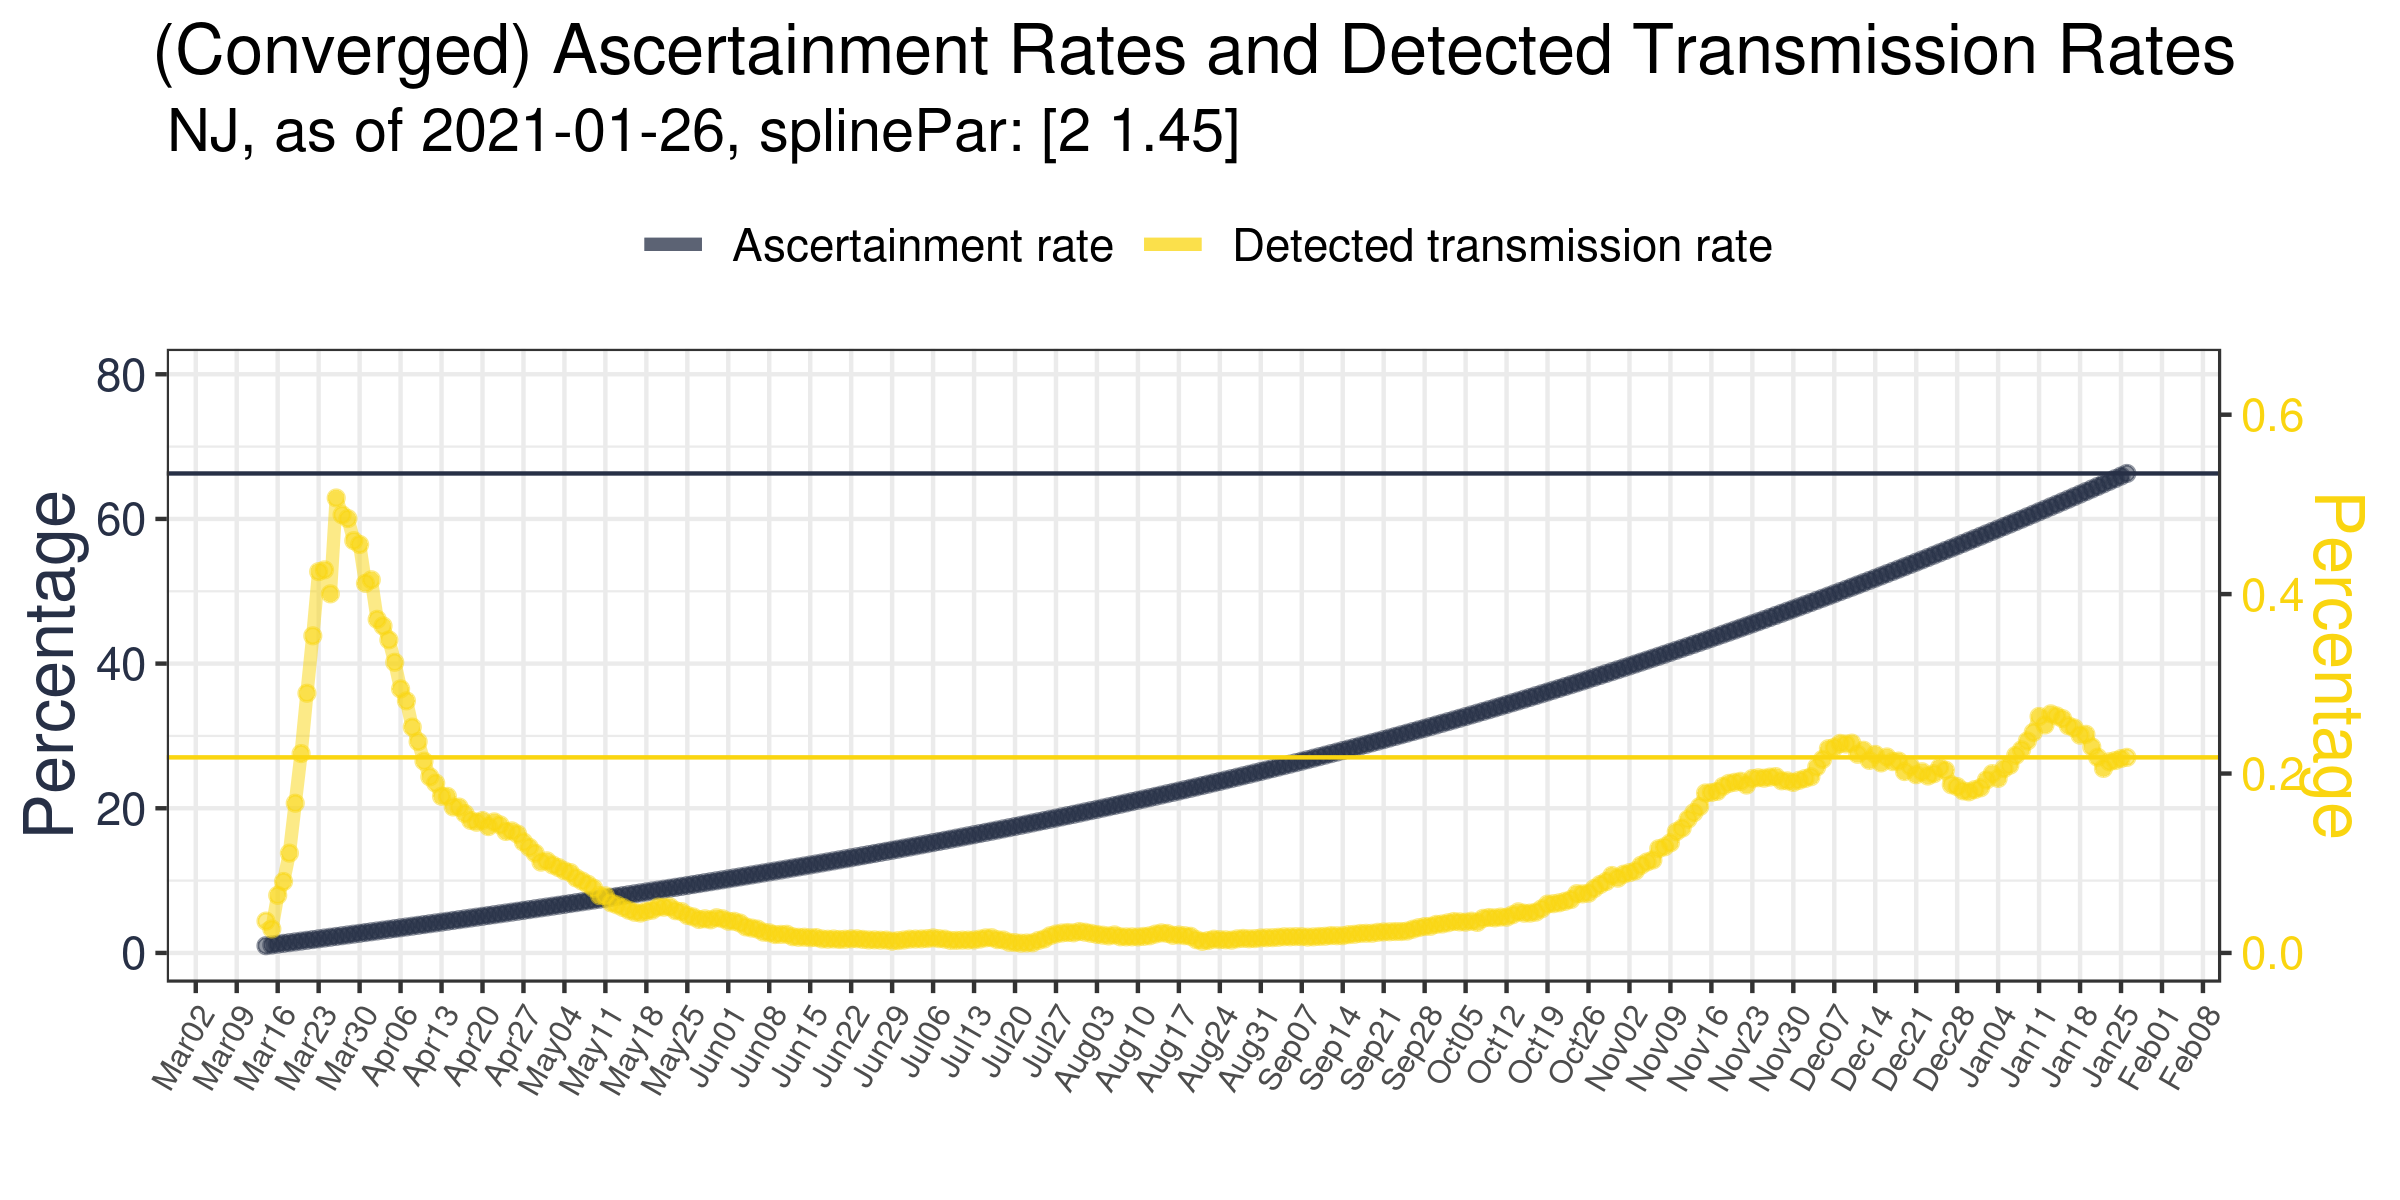 (Converged) Ascertainment Rates and Detected Transmission Rates
NJ, as of 2021-01-26, splinePar: [2 1.45]
Ascertainment rate
Detected transmission rate
Percentage
80
60
40
20
0
0.6
0.4
0.2
0.0
Percentage
Mar02
Mar09
Mar16
Mar23
Mar30
Apr06
Apr13
Apr20
Apr27
May04
May11
May18
May25
Jun01
Jun08
Jun15
Jun22
Jun29
Jul06
Jul13
Jul20
Jul27
Aug03
Aug10
Aug17
Aug24
Aug31
Sep07
Sep14
Sep21
Sep28
Oct05
Oct12
Oct19
Oct26
Nov02
Nov09
Nov16
Nov23
Nov30
Dec07
Dec14
Dec21
Dec28
Jan04
Jan11
Jan18
Jan25
Feb01
Feb08